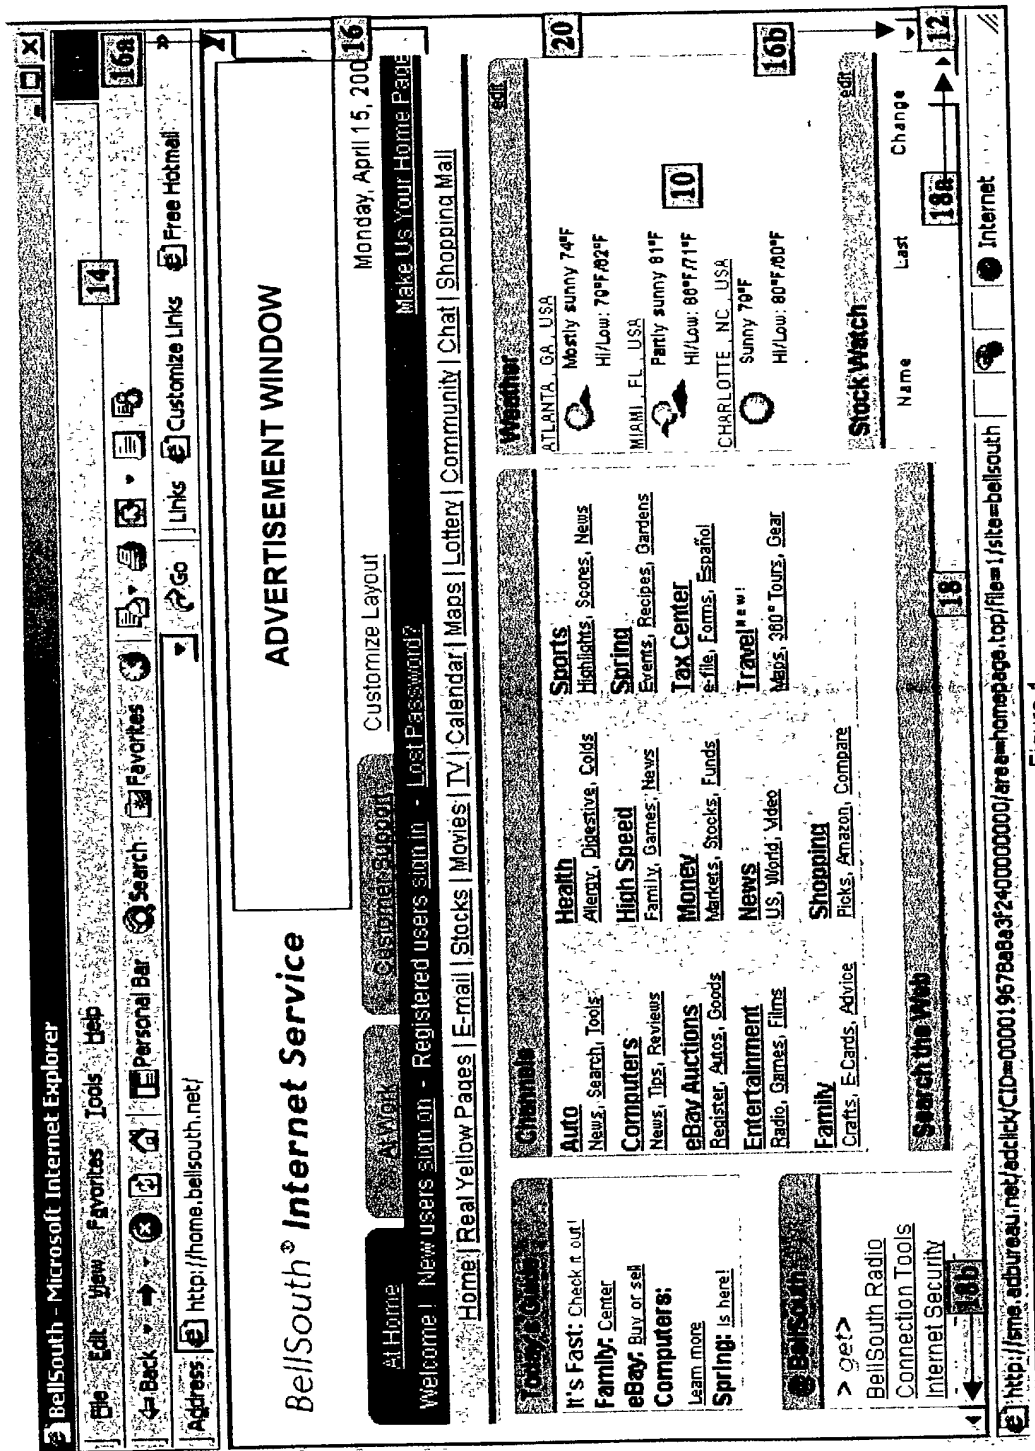 BellSouth - Microsoft Internet Explorer
File Edit View Favorites Tools Help
14
16a
Back Search Favorites
Personal Bar
Address http://home.bellsouth.net/ Go Links Customize Links Free Hotmail »
BellSouth® Internet Service
ADVERTISEMENT WINDOW
16
At Home At Work Customer Support Customize Layout Monday, April 15, 200
Welcome! New users sign on - Registered users sign in - Lost Password? Make Us Your Home Page
Home | Real Yellow Pages | E-mail | Stocks | Movies | TV | Calendar | Maps | Lottery | Community | Chat | Shopping Mall
20
Today's Guide
It's Fast: Check it out!
Family: Center
eBay: Buy or sell
Computers:
Learn more
Spring: Is here!
@ BellSouth
> get>
BellSouth Radio
Connection Tools
Internet Security
18b
Channels
Auto
News, Search, Tools
Computers
News, Tips, Reviews
eBay Auctions
Register, Autos, Goods
Entertainment
Radio, Games, Films
Family
Crafts, E-Cards, Advice
Health
Allergy, Digestive, Colds
High Speed
Family, Games, News
Money
Markets, Stocks, Funds
News
US, World, Video
Shopping
Picks, Amazon, Compare
Sports
Highlights, Scores, News
Spring
Events, Recipes, Gardens
Tax Center
e-file, Forms, Español
Travel new!
Maps, 360° Tours, Gear
Search the Web
18
Weather edit
ATLANTA, GA, USA
Mostly sunny 74°F
Hi/Low: 79°F/62°F
MIAMI, FL, USA
Partly sunny 81°F
Hi/Low: 86°F/71°F
CHARLOTTE, NC, USA
Sunny 79°F
Hi/Low: 80°F/60°F
10
16b
Stock Watch edit
Name Last Change
18a
12
http://sme.adbureau.net/adclick/CID=000019678a8a3f2400000000/area=homepage.top/file=1/site=bellsouth Internet